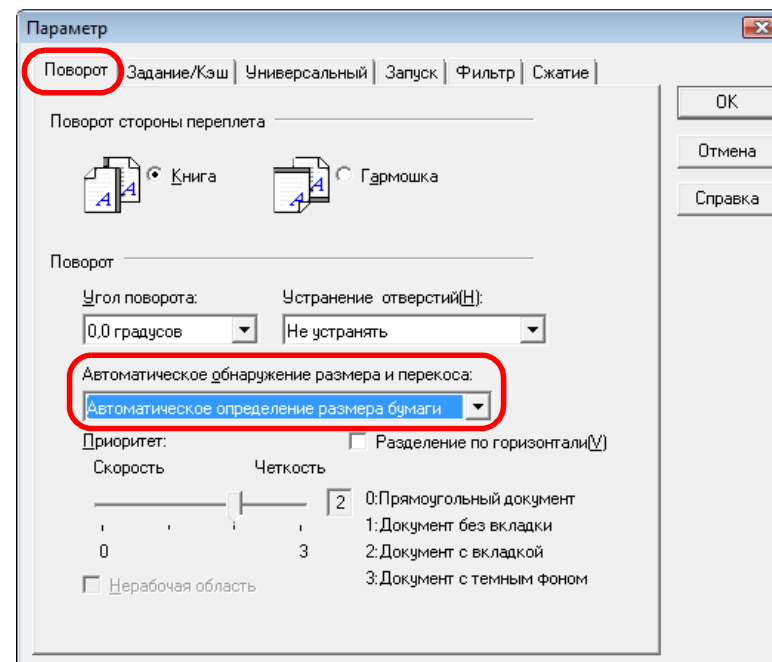 Параметр
Поворот Задание/Кэш Универсальный Запуск Фильтр Сжатие
OK
Отмена
Справка
Поворот стороны переплета
A A Книга A A Гармошка
Поворот
Угол поворота: Устранение отверстий(H):
0,0 градусов Не устранять
Автоматическое обнаружение размера и перекоса:
Автоматическое определение размера бумаги
Приоритет: Разделение по горизонтали(V)
Скорость Четкость
2
0 3
0:Прямоугольный документ
1:Документ без вкладки
2:Документ с вкладкой
3:Документ с темным фоном
Нерабочая область